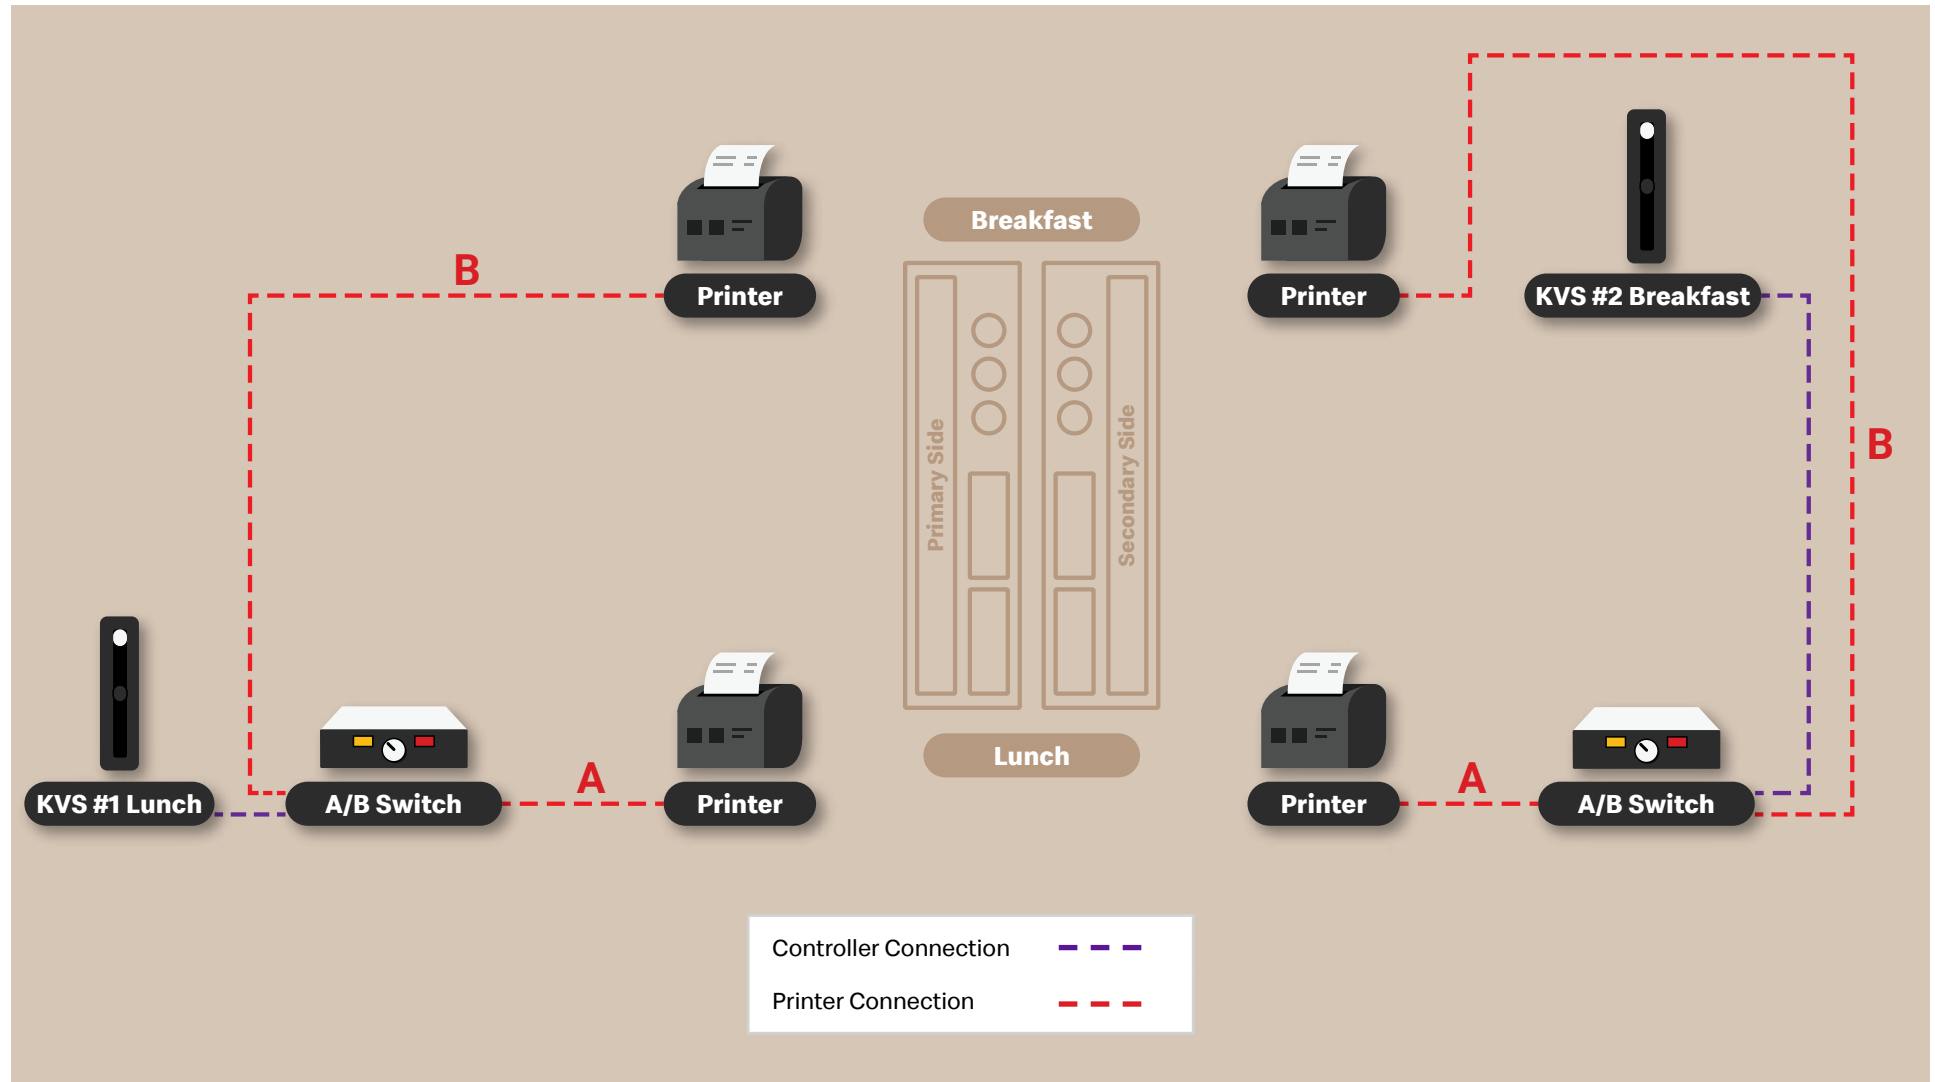 B
Breakfast
Printer
Printer
KVS #2 Breakfast
B
Primary Side
Secondary Side
Lunch
A
A
KVS #1 Lunch
A/B Switch
Printer
Printer
A/B Switch
Controller Connection
Printer Connection